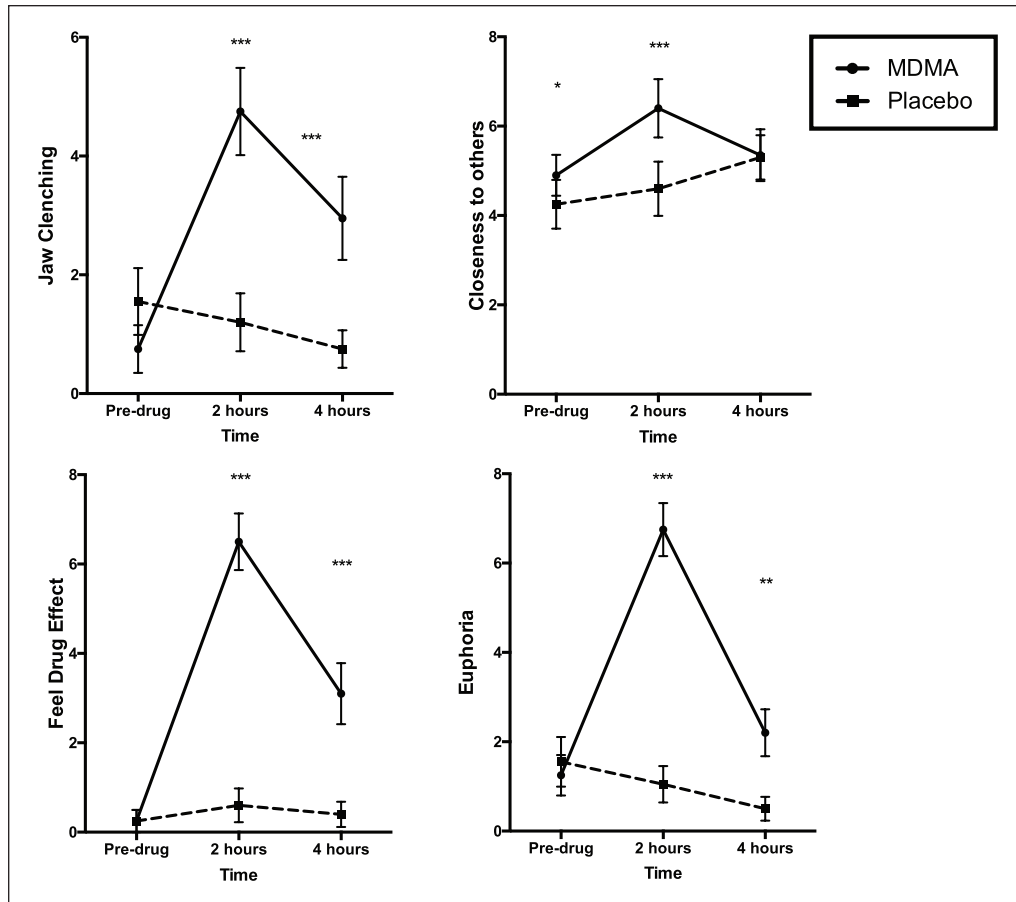 6
4
2
0
***
***
Jaw Clenching
Pre-drug 2 hours 4 hours
Time
8
6
4
2
0
*
***
Closeness to others
Pre-drug 2 hours 4 hours
Time
MDMA
Placebo
8
6
4
2
0
***
***
Feel Drug Effect
Pre-drug 2 hours 4 hours
Time
8
6
4
2
0
***
**
Euphoria
Pre-drug 2 hours 4 hours
Time